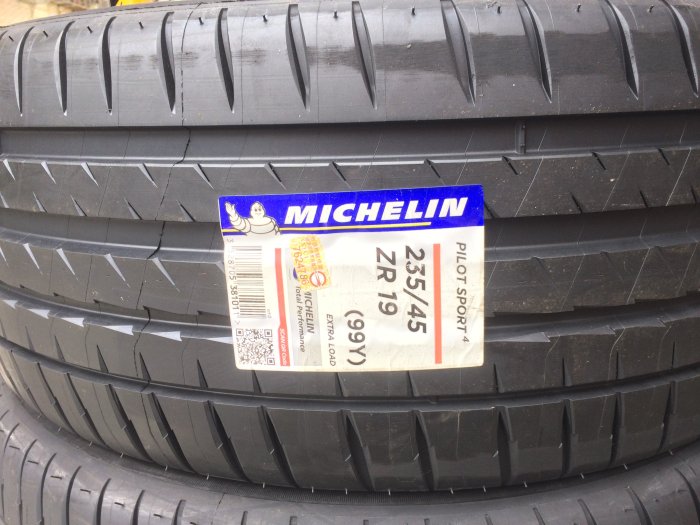 MICHELIN
PILOT SPORT 4
235/45
ZR 19
(99Y)
EXTRA LOAD
MICHELIN
Total Performance